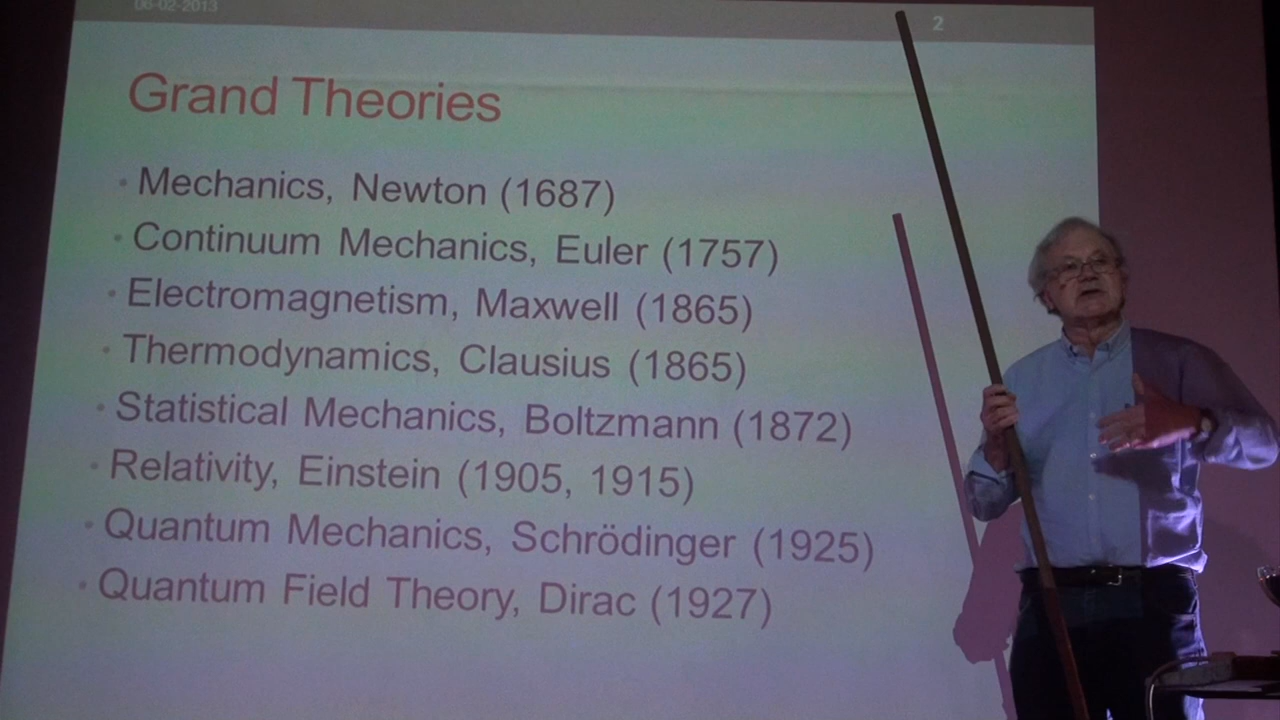 06-02-2013
2
Grand Theories
Mechanics, Newton (1687)
Continuum Mechanics, Euler (1757)
Electromagnetism, Maxwell (1865)
Thermodynamics, Clausius (1865)
Statistical Mechanics, Boltzmann (1872)
Relativity, Einstein (1905, 1915)
Quantum Mechanics, Schrödinger (1925)
Quantum Field Theory, Dirac (1927)